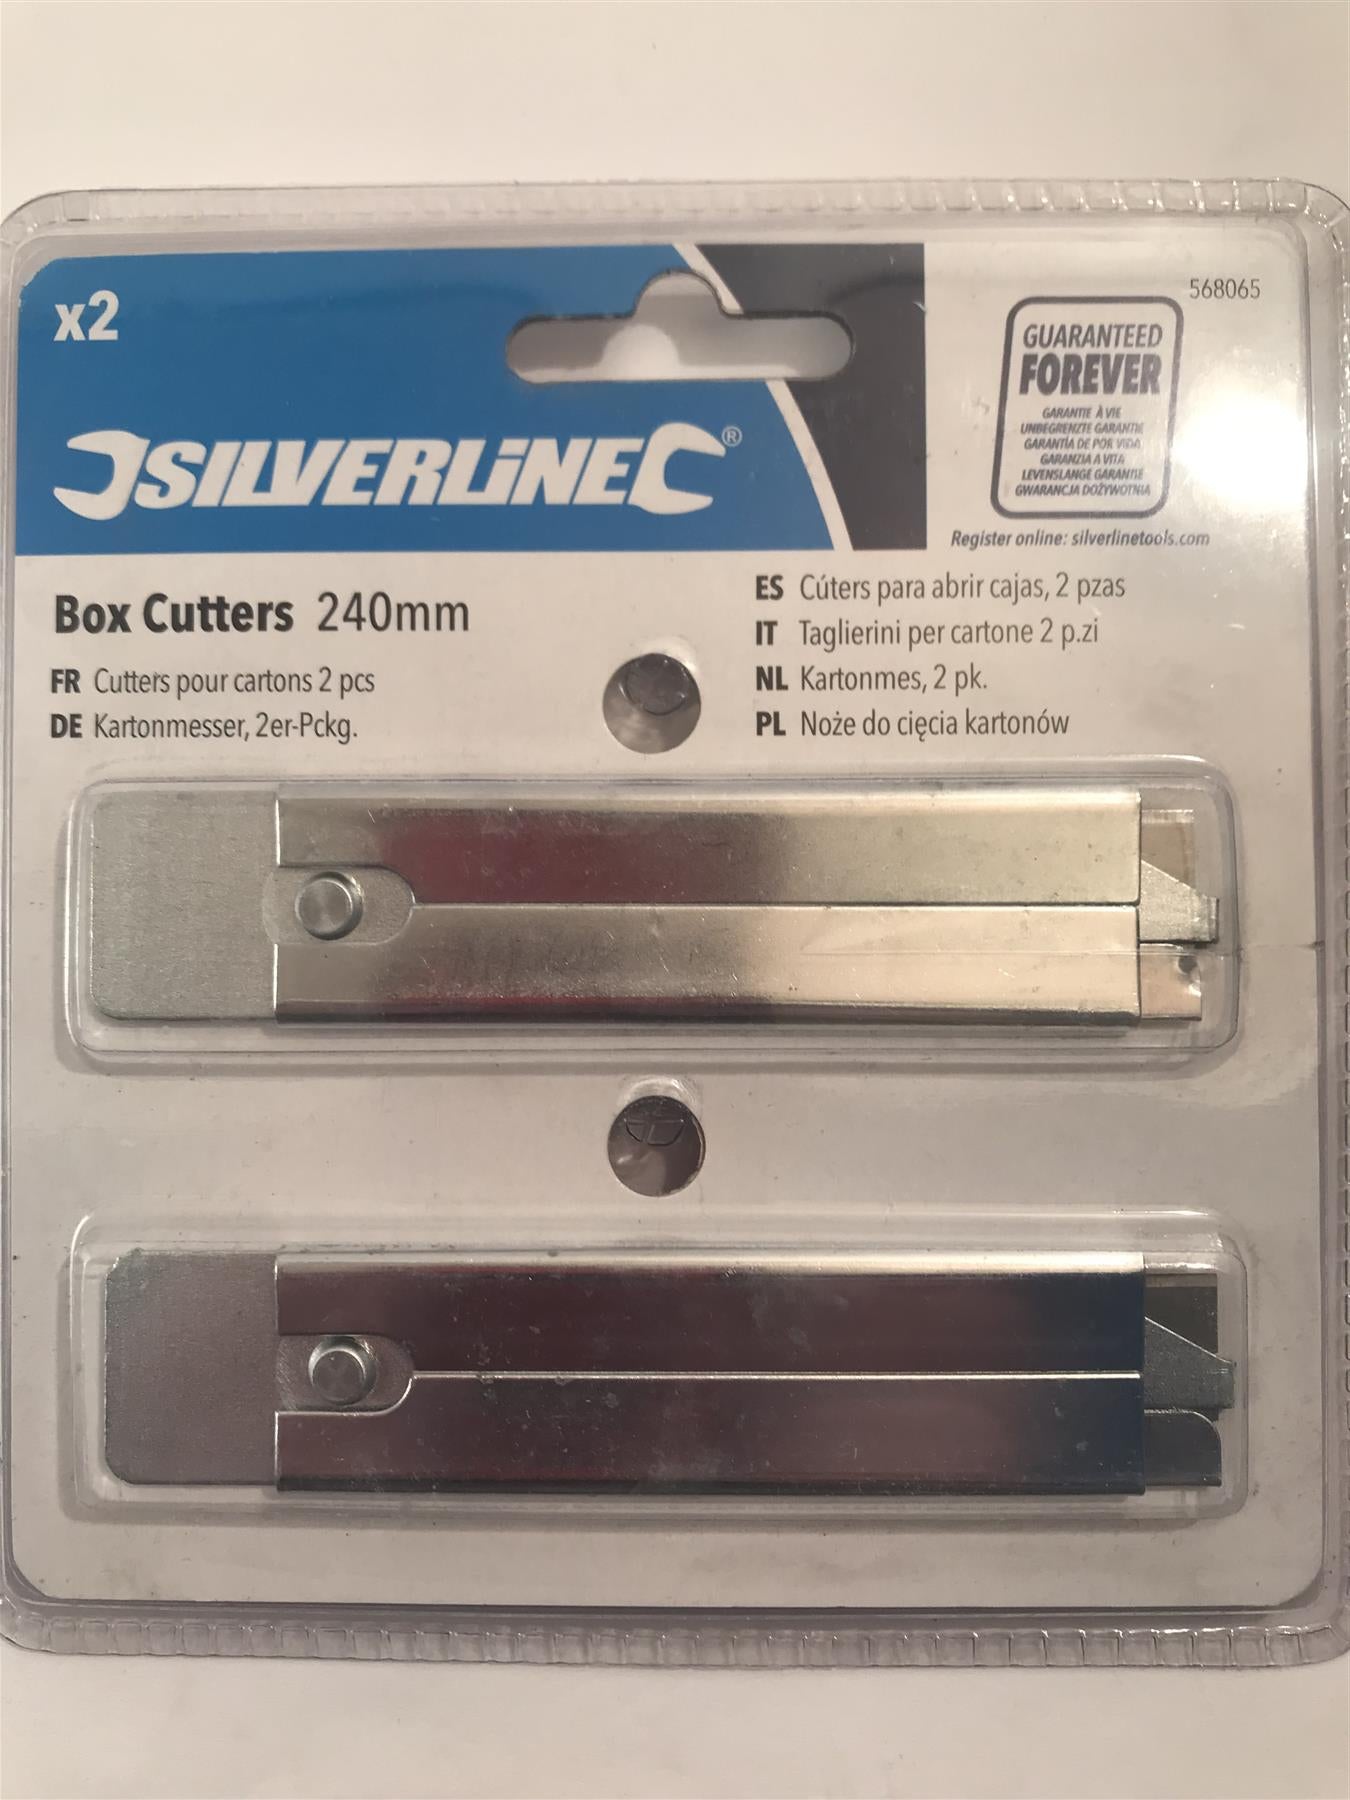 x2
SILVERLINE®
568065
GUARANTEED
FOREVER
GARANTIE À VIE
UNBEGRENZTE GARANTIE
GARANTÍA DE POR VIDA
GARANZIA A VITA
LEVENSLANGE GARANTIE
GWARANCJA DOŻYWOTNIA
Register online: silverlinetools.com
Box Cutters 240mm
FR Cutters pour cartons 2 pcs
DE Kartonmesser, 2er-Pckg.
ES Cúters para abrir cajas, 2 pzas
IT Taglierini per cartone 2 p.zi
NL Kartonmes, 2 pk.
PL Noże do cięcia kartonów